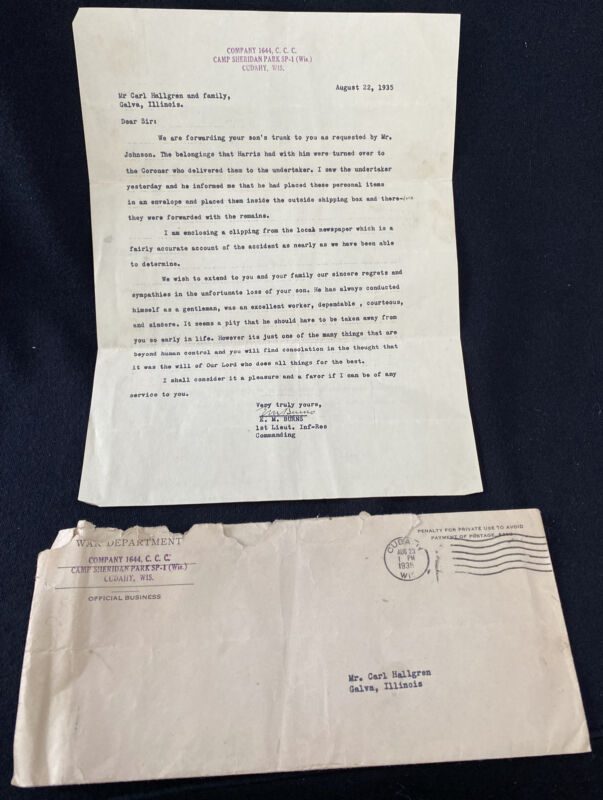 COMPANY 1644, C. C. C.
CAMP SHERIDAN PARK SP-1 (Wis.)
CUDAHY, WIS.
August 22, 1935
Mr Carl Hallgren and family,
Galva, Illinois.
Dear Sir:
We are forwarding your son's trunk to you as requested by Mr.
Johnson. The belongings that Harris had with him were turned over to
the Coroner who delivered them to the undertaker. I saw the undertaker
yesterday and he informed me that he had placed these personal items
in an envelope and placed them inside the outside shipping box and there-
they were forwarded with the remains.
I am enclosing a clipping from the local newspaper which is a
fairly accurate account of the accident as nearly as we have been able
to determine.
We wish to extend to you and your family our sincere regrets and
sympathies in the unfortunate loss of your son. He has always conducted
himself as a gentleman, was an excellent worker, dependable , courteous,
and sincere. It seems a pity that he should have to be taken away from
you so early in life. However its just one of the many things that are
beyond human control and you will find consolation in the thought that
it was the will of Our Lord who does all things for the best.
I shall consider it a pleasure and a favor if I can be of any
service to you.
Very truly yours,
M. BURNS
1st Lieut. Inf-Res
Commanding
WAR DEPARTMENT
COMPANY 1644, C. C. C.
CAMP SHERIDAN PARK SP-1 (Wis.)
CUDAHY, WIS.
OFFICIAL BUSINESS
PENALTY FOR PRIVATE USE TO AVOID
PAYMENT OF POSTAGE, $300
CUDAHY
AUG 23
1 PM
1935
WIS.
Mr. Carl Hallgren
Galva, Illinois